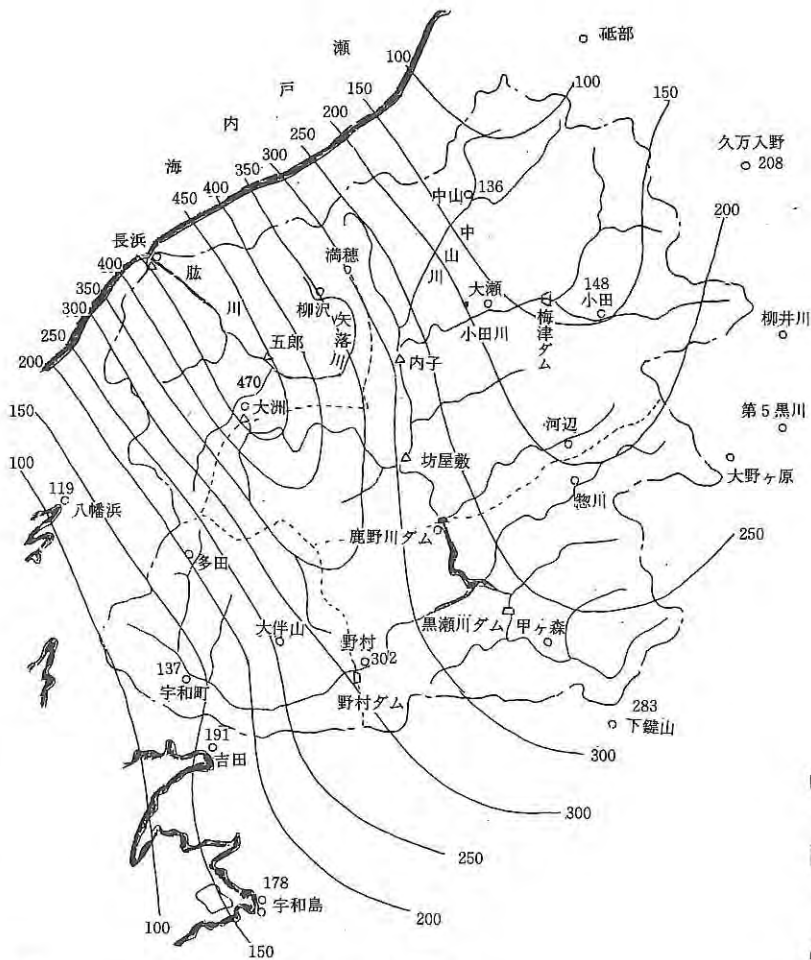 砥部
瀬戸内海
100
150
200
250
300
350
400
450
100
150
久万入野
208
200
中山
136
中山川
長浜
肱川
満穂
柳沢
矢落川
大瀬
小田川
梅津ダム
148
小田
柳井川
400
350
300
250
200
150
100
五郎
内子
470
大洲
河辺
第5黒川
坊屋敷
惣川
大野ヶ原
119
八幡浜
鹿野川ダム
250
多田
大伴山
野村
302
黒瀬川ダム
甲ヶ森
137
宇和町
野村ダム
283
下鍵山
191
吉田
300
300
250
178
宇和島
200
100
150